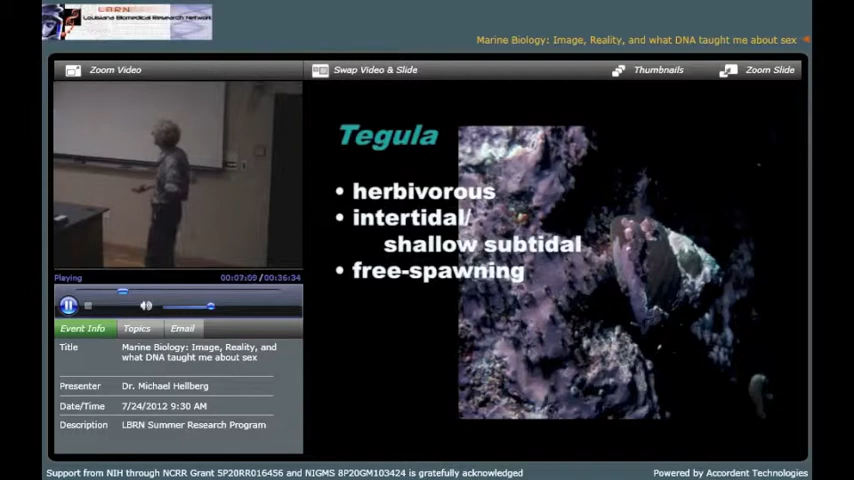 LBRN
Louisiana Biomedical Research Network
Marine Biology: Image, Reality, and what DNA taught me about sex
Zoom Video
Swap Video & Slide
Thumbnails
Zoom Slide
Tegula
• herbivorous
• intertidal/
shallow subtidal
• free-spawning
Playing
00:07:09 / 00:36:34
Event Info
Topics
Email
Title
Marine Biology: Image, Reality, and
what DNA taught me about sex
Presenter
Dr. Michael Hellberg
Date/Time
7/24/2012 9:30 AM
Description
LBRN Summer Research Program
Support from NIH through NCRR Grant 5P20RR016456 and NIGMS 8P20GM103424 is gratefully acknowledged
Powered by Accordent Technologies